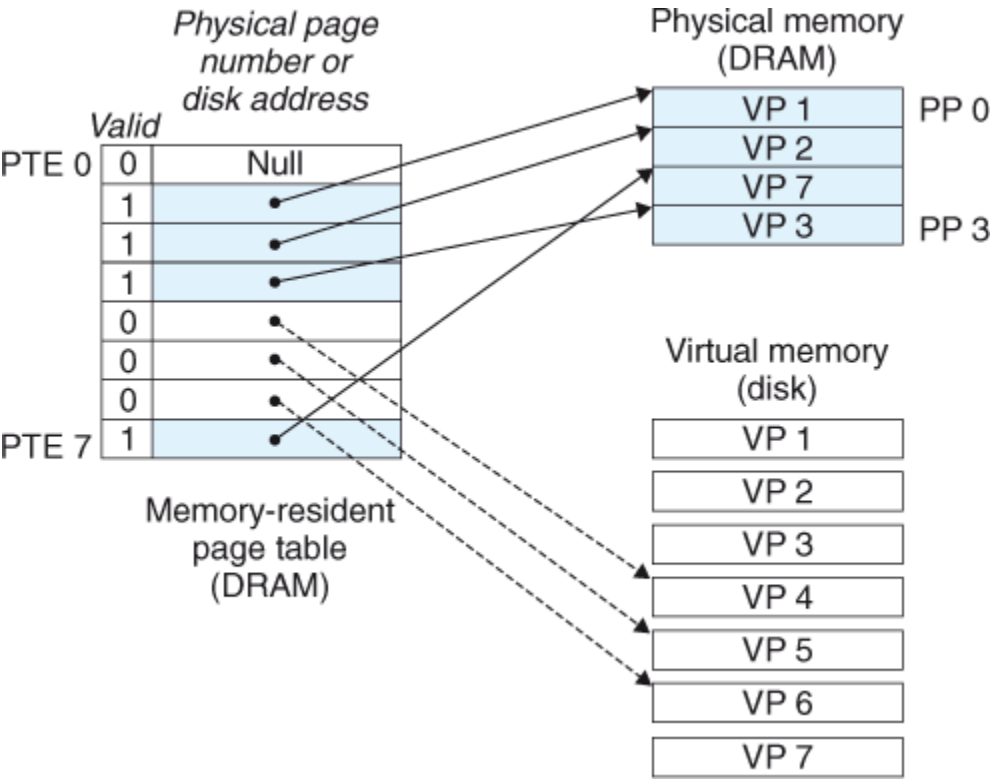 Physical page
number or
disk address
Valid
PTE 0 0 Null
1
1
1
0
0
0
PTE 7 1
Memory-resident
page table
(DRAM)
Physical memory
(DRAM)
VP 1 PP 0
VP 2
VP 7
VP 3 PP 3
Virtual memory
(disk)
VP 1
VP 2
VP 3
VP 4
VP 5
VP 6
VP 7